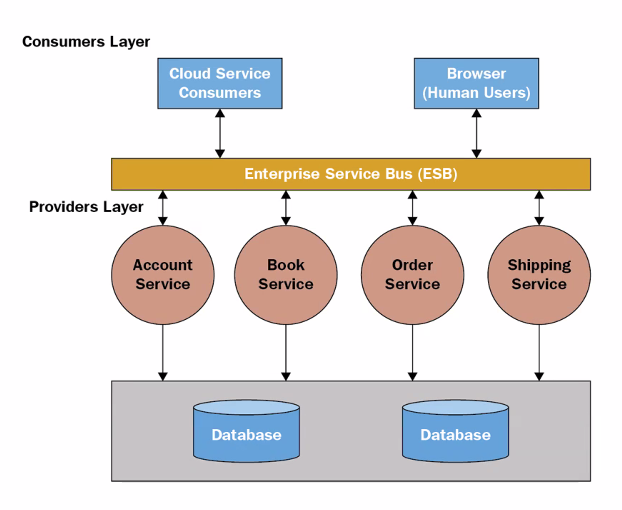 Consumers Layer
Cloud Service
Consumers
Browser
(Human Users)
Enterprise Service Bus (ESB)
Providers Layer
Account
Service
Book
Service
Order
Service
Shipping
Service
Database
Database